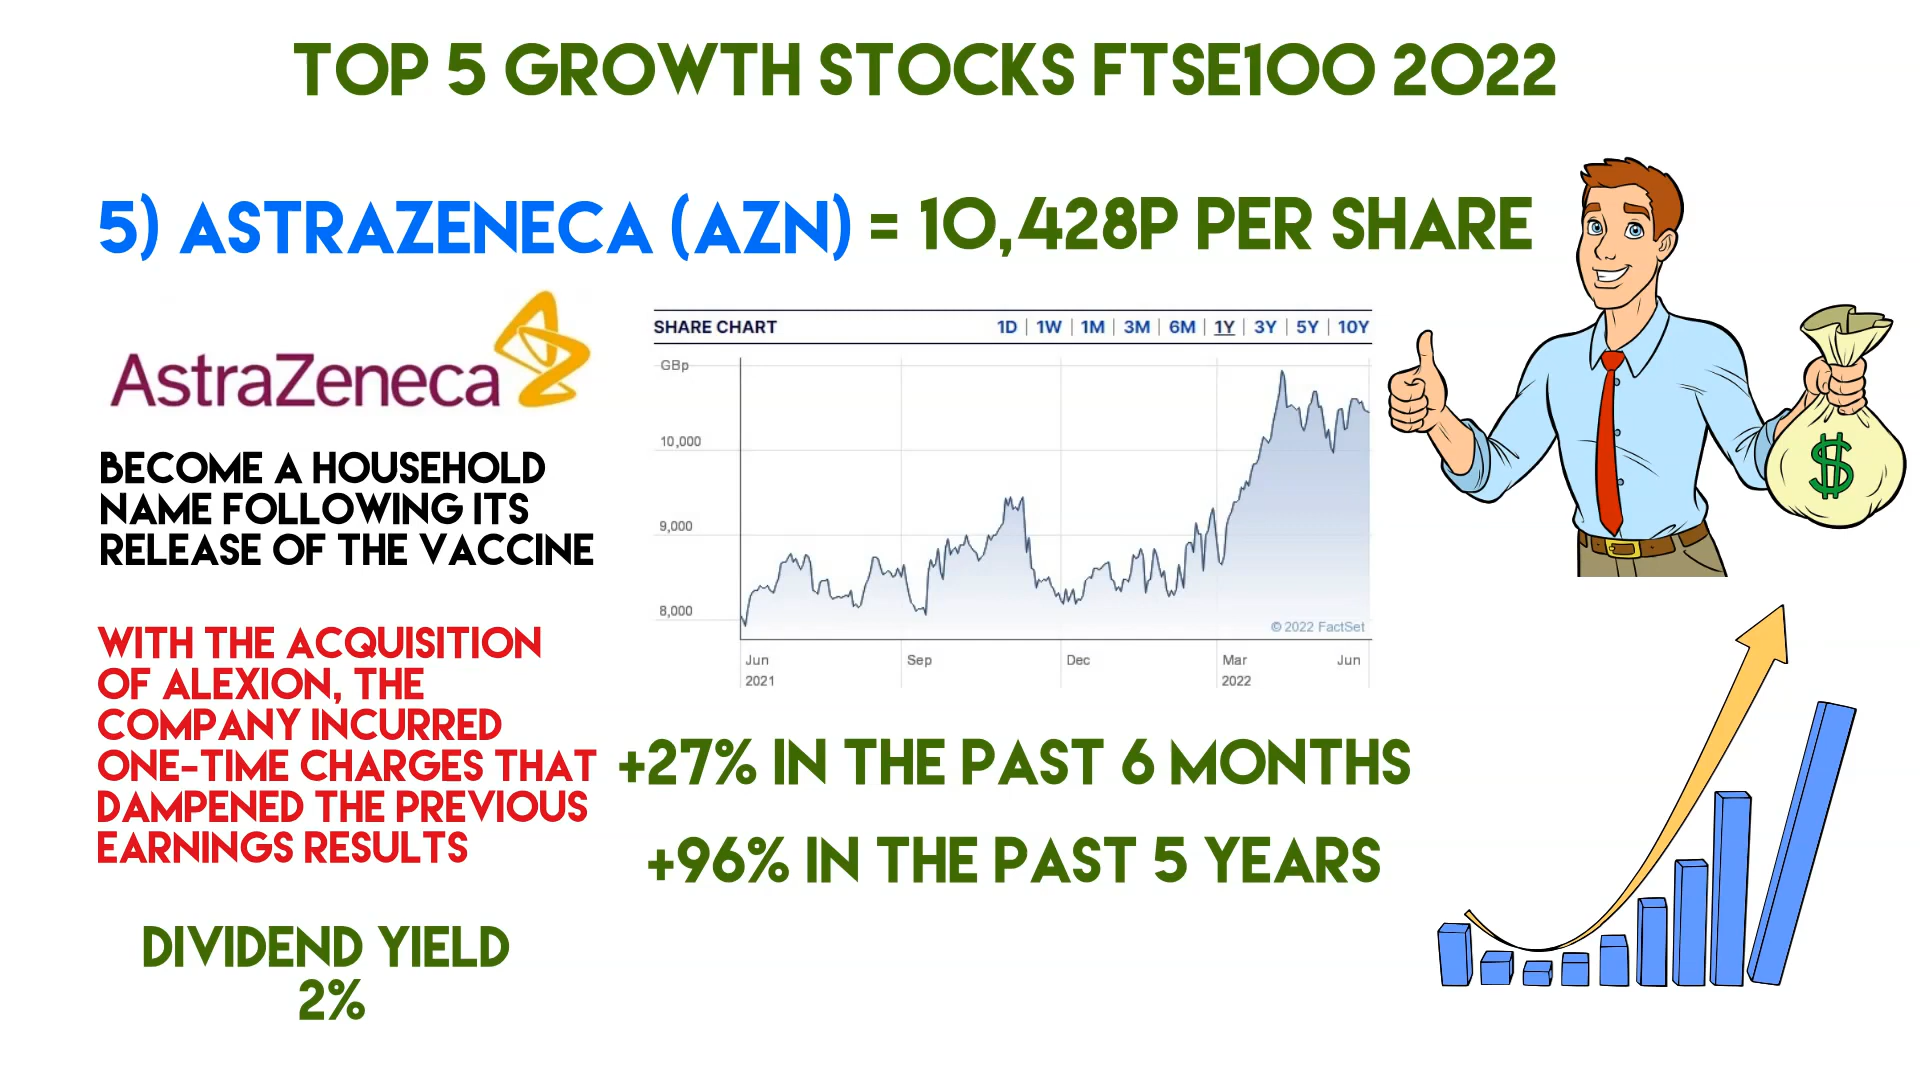 TOP 5 GROWTH STOCKS FTSE100 2022
5) ASTRAZENECA (AZN) = 10,428P PER SHARE
AstraZeneca
BECOME A HOUSEHOLD
NAME FOLLOWING ITS
RELEASE OF THE VACCINE
WITH THE ACQUISITION
OF ALEXION, THE
COMPANY INCURRED
ONE-TIME CHARGES THAT
DAMPENED THE PREVIOUS
EARNINGS RESULTS
DIVIDEND YIELD
2%
SHARE CHART 1D | 1W | 1M | 3M | 6M | 1Y | 3Y | 5Y | 10Y
GBp
10,000
9,000
8,000
© 2022 FactSet
Jun Sep Dec Mar Jun
2021 2022
+27% IN THE PAST 6 MONTHS
+96% IN THE PAST 5 YEARS
$